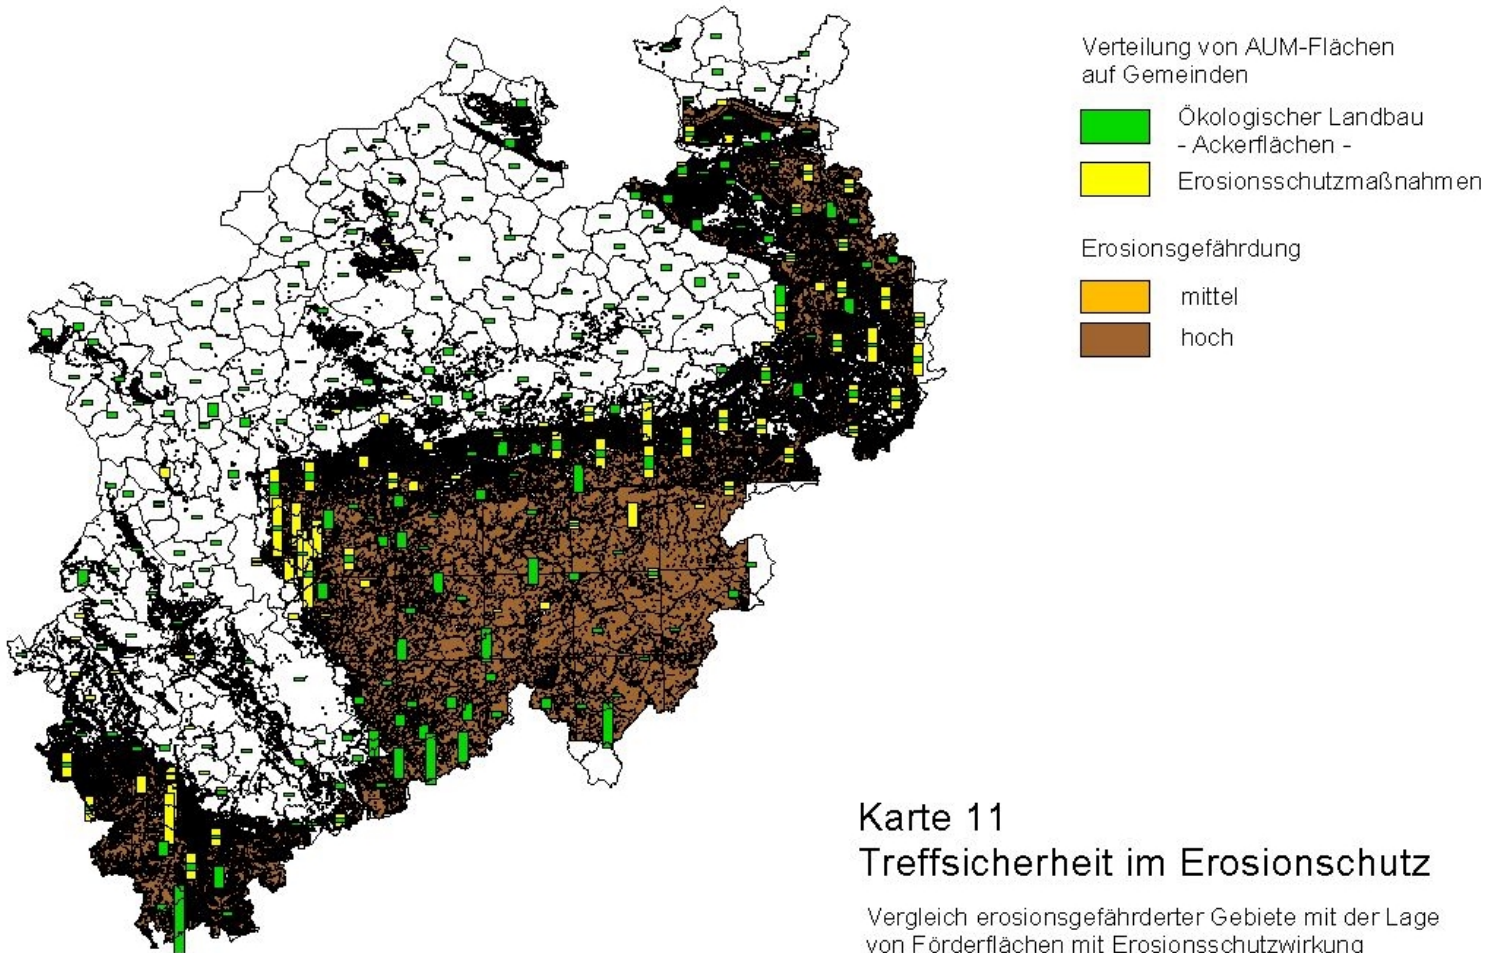 Verteilung von AUM-Flächen
auf Gemeinden
Ökologischer Landbau
- Ackerflächen -
Erosionsschutzmaßnahmen
Erosionsgefährdung
mittel
hoch
Karte 11
Treffsicherheit im Erosionschutz
Vergleich erosionsgefährderter Gebiete mit der Lage
von Förderflächen mit Erosionsschutzwirkung